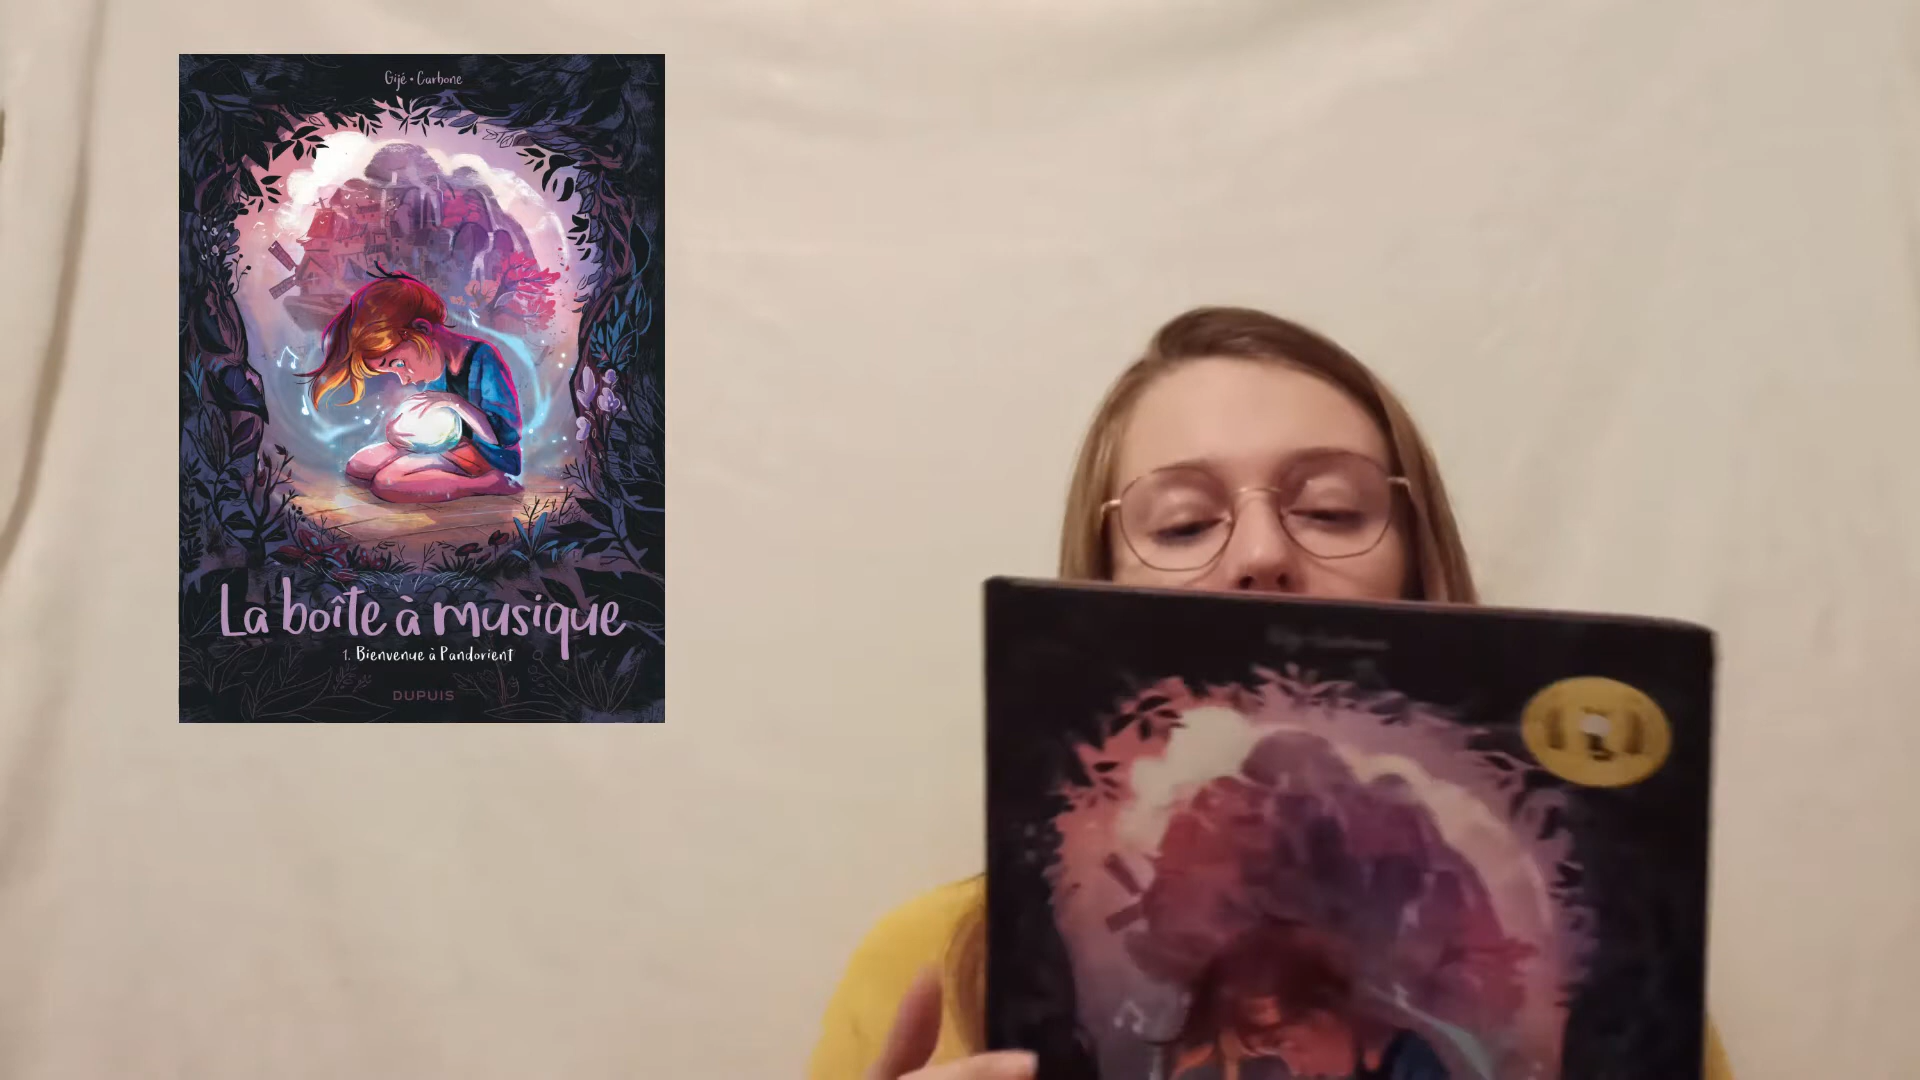 Gijé • Carbone
La boîte à musique
1. Bienvenue à Pandorient
DUPUIS